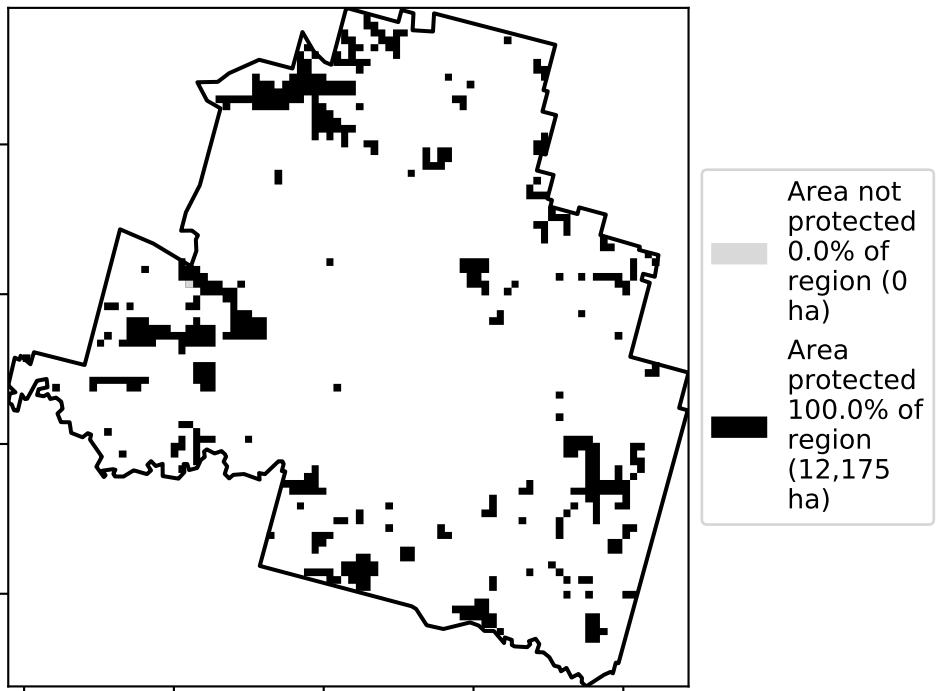 Area not
protected
0.0% of
region (0
ha)
Area
protected
100.0% of
region
(12,175
ha)